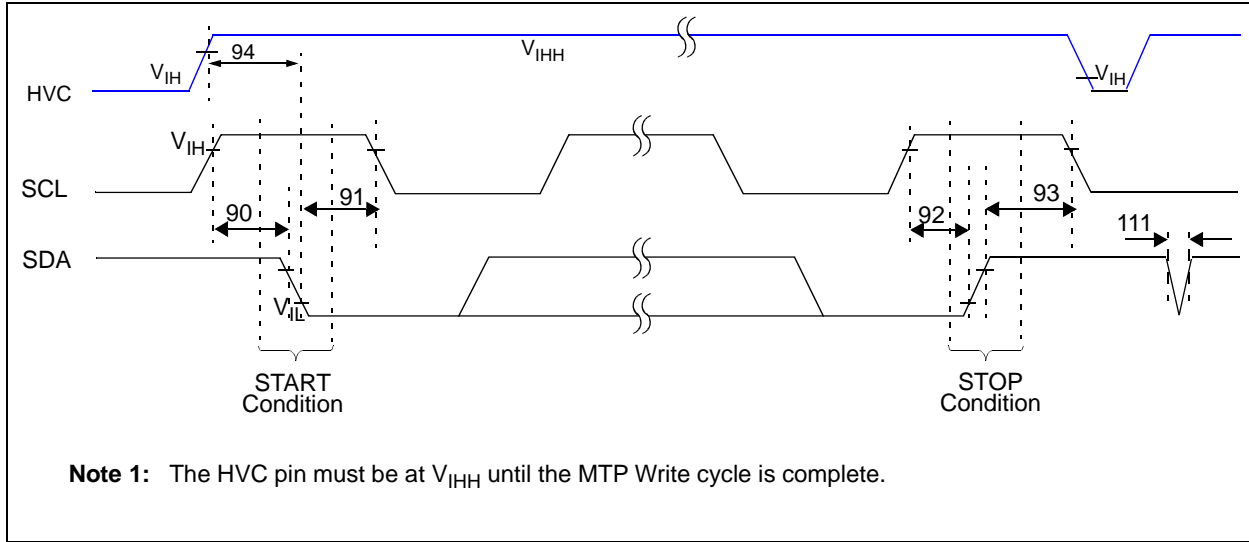 94
VIHH
VIH
VIH
HVC
VIH
SCL
91
93
90
92
111
SDA
VIL
START
Condition
STOP
Condition
Note 1: The HVC pin must be at VIHH until the MTP Write cycle is complete.